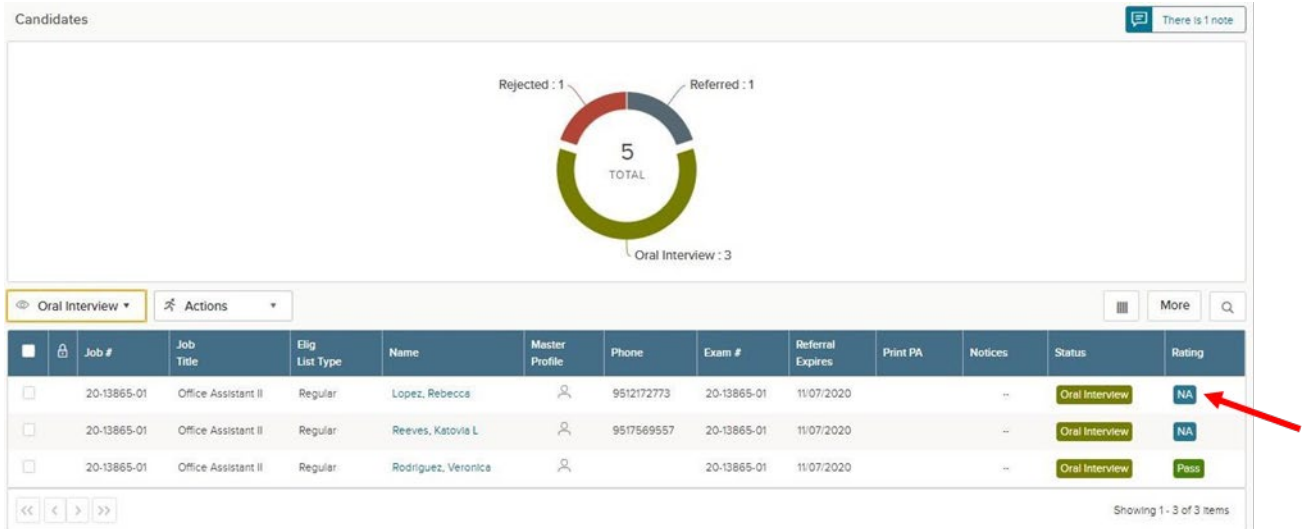 Candidates
There is 1 note
Rejected : 1
Referred : 1
5
TOTAL
Oral Interview : 3
Oral Interview
Actions
More
Job # Job Title Elig List Type Name Master Profile Phone Exam # Referral Expires Print PA Notices Status Rating
20-13865-01 Office Assistant II Regular Lopez, Rebecca 9512172773 20-13865-01 11/07/2020 -- Oral Interview NA
20-13865-01 Office Assistant II Regular Reeves, Katovia L 9517569557 20-13865-01 11/07/2020 -- Oral Interview NA
20-13865-01 Office Assistant II Regular Rodriguez, Veronica 20-13865-01 11/07/2020 -- Oral Interview Pass
<< < > >> Showing 1 - 3 of 3 items